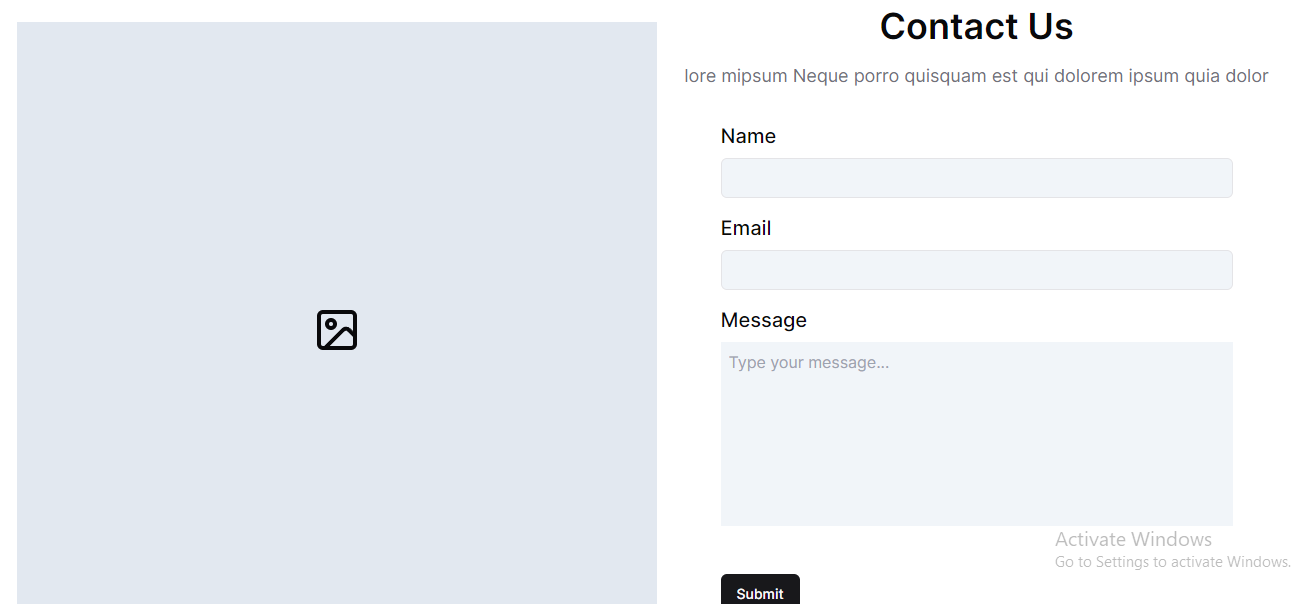 Contact Us
lore mipsum Neque porro quisquam est qui dolorem ipsum quia dolor
Name
Email
Message
Type your message...
Activate Windows
Go to Settings to activate Windows.
Submit